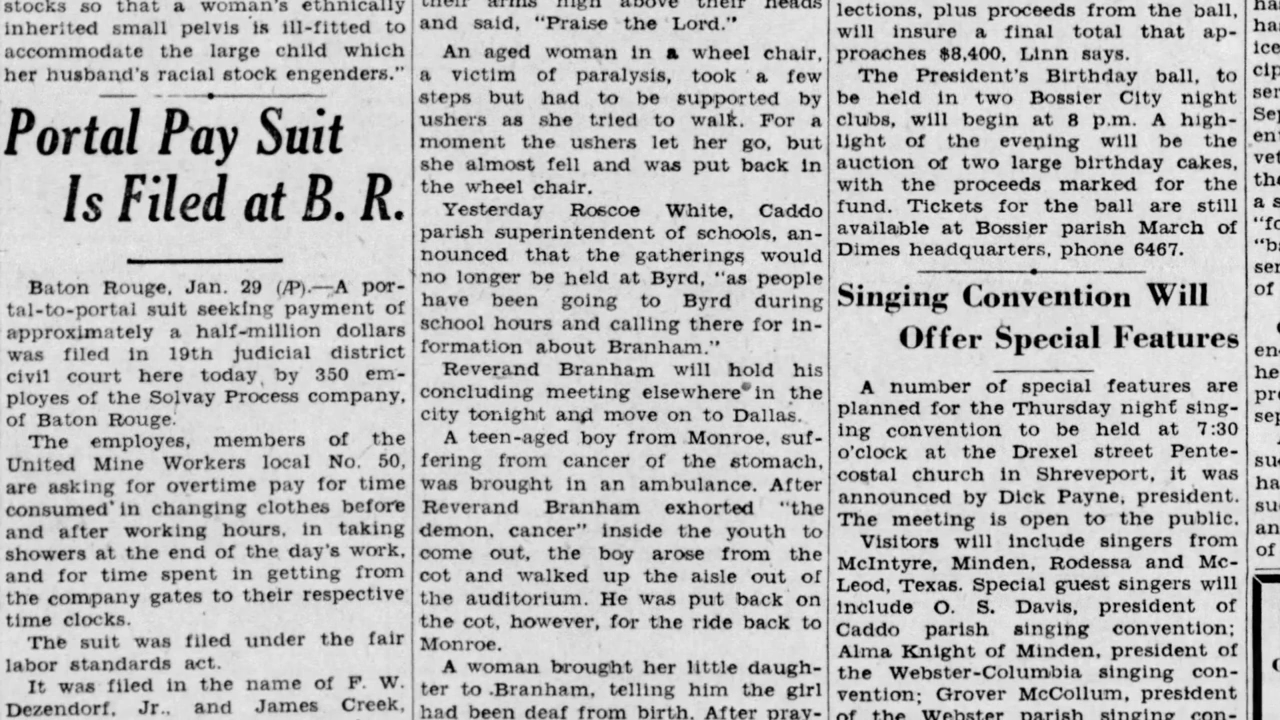 stocks so that a woman's ethnically
inherited small pelvis is ill-fitted to
accommodate the large child which
her husband's racial stock engenders."
Portal Pay Suit
Is Filed at B. R.
Baton Rouge, Jan. 29 (AP).—A por-
tal-to-portal suit seeking payment of
approximately a half-million dollars
was filed in 19th judicial district
civil court here today by 350 em-
ployes of the Solvay Process company,
of Baton Rouge.
The employes, members of the
United Mine Workers local No. 50,
are asking for overtime pay for time
consumed in changing clothes before
and after working hours, in taking
showers at the end of the day's work,
and for time spent in getting from
the company gates to their respective
time clocks.
The suit was filed under the fair
labor standards act.
It was filed in the name of F. W.
Dezendorf, Jr., and James Creek,
their arms high above their heads
and said, "Praise the Lord."
An aged woman in a wheel chair,
a victim of paralysis, took a few
steps but had to be supported by
ushers as she tried to walk. For a
moment the ushers let her go, but
she almost fell and was put back in
the wheel chair.
Yesterday Roscoe White, Caddo
parish superintendent of schools, an-
nounced that the gatherings would
no longer be held at Byrd, "as people
have been going to Byrd during
school hours and calling there for in-
formation about Branham."
Reverand Branham will hold his
concluding meeting elsewhere in the
city tonight and move on to Dallas.
A teen-aged boy from Monroe, suf-
fering from cancer of the stomach,
was brought in an ambulance. After
Reverand Branham exhorted "the
demon, cancer" inside the youth to
come out, the boy arose from the
cot and walked up the aisle out of
the auditorium. He was put back on
the cot, however, for the ride back to
Monroe.
A woman brought her little daugh-
ter to Branham, telling him the girl
had been deaf from birth. After pray-
lections, plus proceeds from the ball,
will insure a final total that ap-
proaches $8,400, Linn says.
The President's Birthday ball, to
be held in two Bossier City night
clubs, will begin at 8 p.m. A high-
light of the evening will be the
auction of two large birthday cakes,
with the proceeds marked for the
fund. Tickets for the ball are still
available at Bossier parish March of
Dimes headquarters, phone 6467.
Singing Convention Will
Offer Special Features
A number of special features are
planned for the Thursday night sing-
ing convention to be held at 7:30
o'clock at the Drexel street Pente-
costal church in Shreveport, it was
announced by Dick Payne, president.
The meeting is open to the public.
Visitors will include singers from
McIntyre, Minden, Rodessa and Mc-
Leod, Texas. Special guest singers will
include O. S. Davis, president of
Caddo parish singing convention;
Alma Knight of Minden, president of
the Webster-Columbia singing con-
vention; Grover McCollum, president
of the Webster parish singing con-